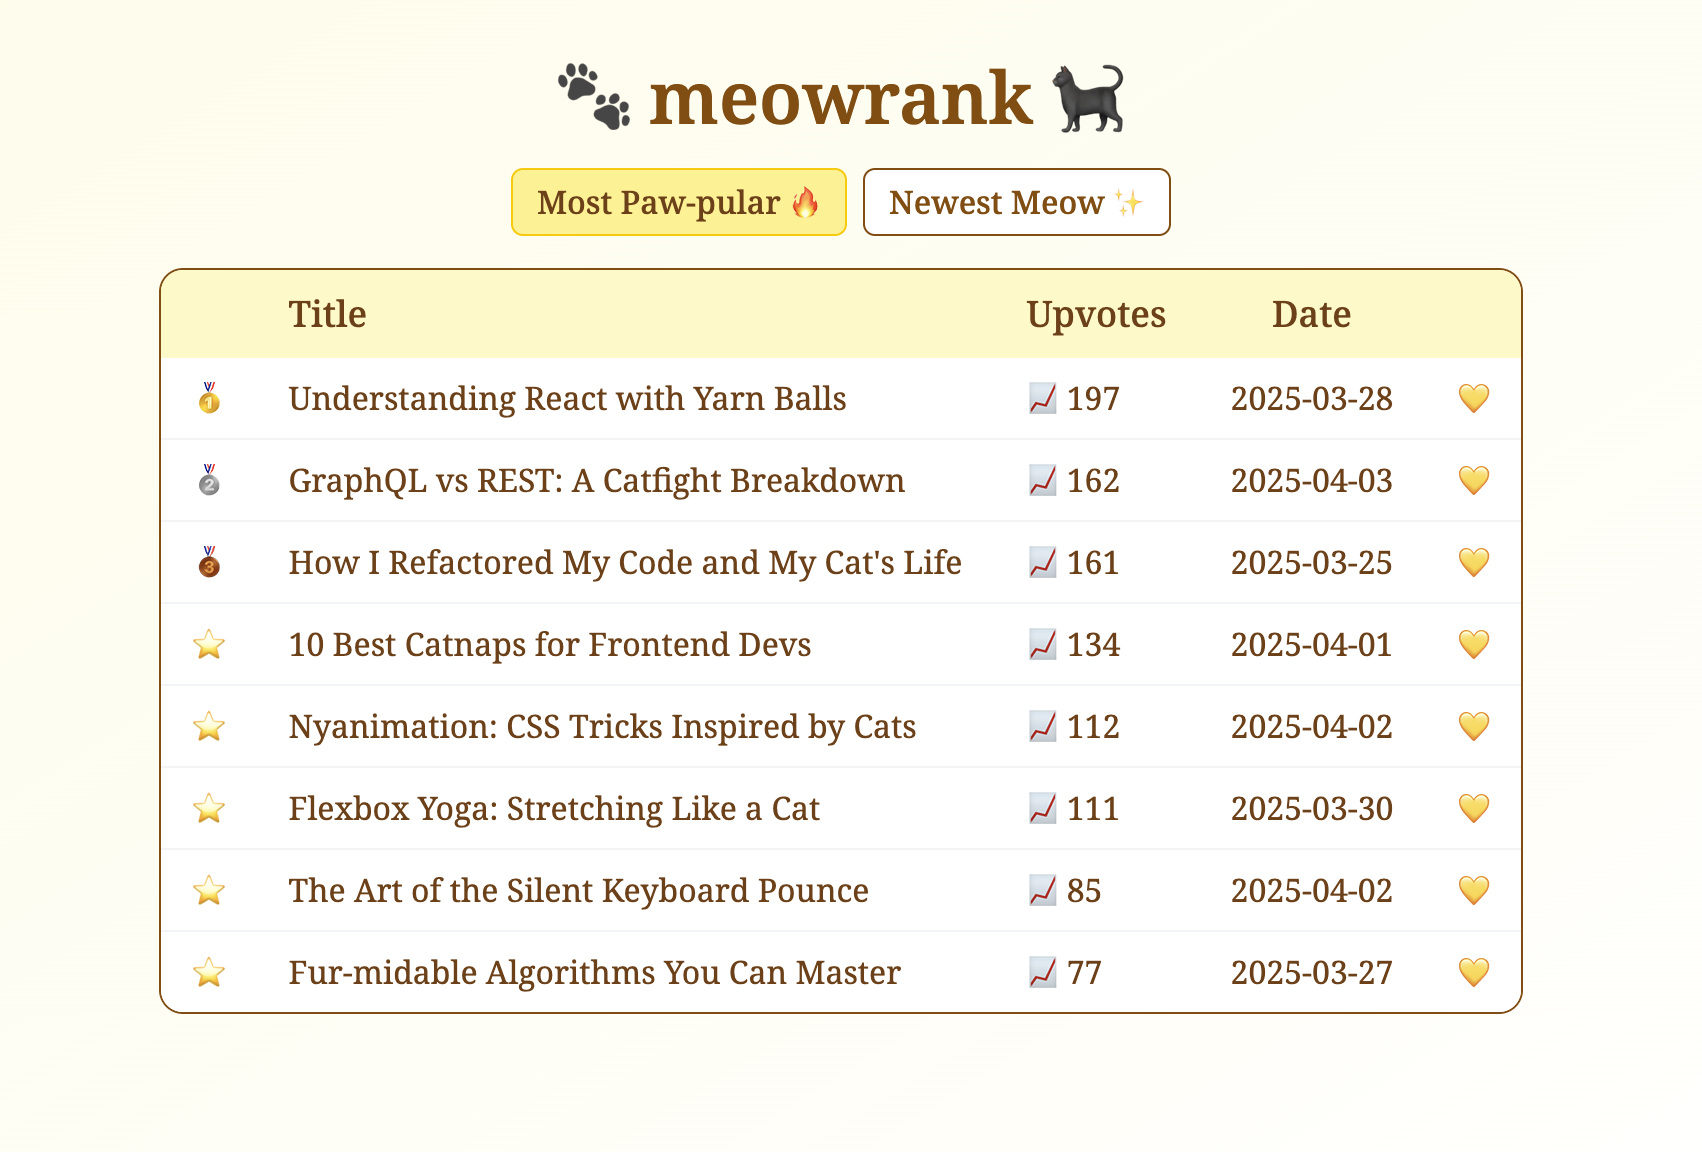 🐾 meowrank 🐈‍⬛
Most Paw-pular 🔥 Newest Meow ✨
Title Upvotes Date
🥇 Understanding React with Yarn Balls 📈 197 2025-03-28 💛
🥈 GraphQL vs REST: A Catfight Breakdown 📈 162 2025-04-03 💛
🥉 How I Refactored My Code and My Cat's Life 📈 161 2025-03-25 💛
⭐ 10 Best Catnaps for Frontend Devs 📈 134 2025-04-01 💛
⭐ Nyanimation: CSS Tricks Inspired by Cats 📈 112 2025-04-02 💛
⭐ Flexbox Yoga: Stretching Like a Cat 📈 111 2025-03-30 💛
⭐ The Art of the Silent Keyboard Pounce 📈 85 2025-04-02 💛
⭐ Fur-midable Algorithms You Can Master 📈 77 2025-03-27 💛